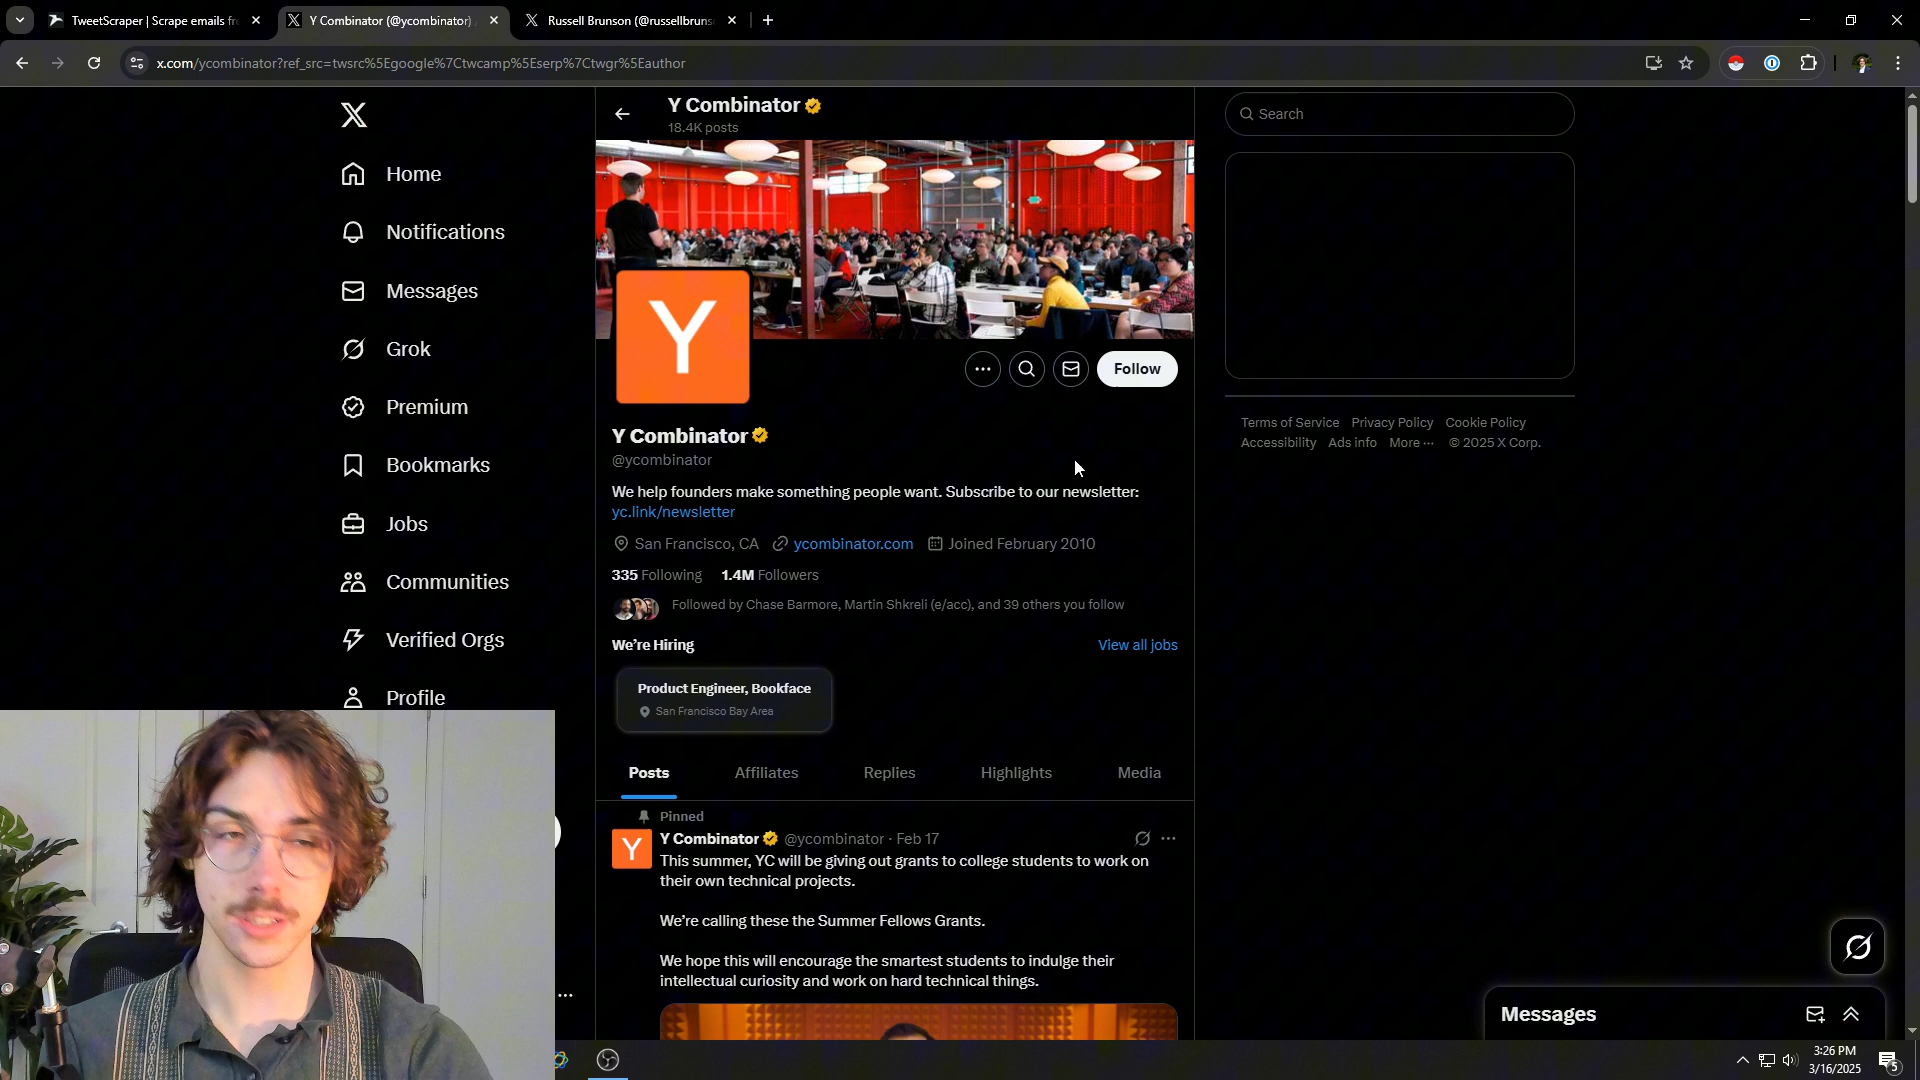 TweetScraper | Scrape emails fr
Y Combinator (@ycombinator)
Russell Brunson (@russellbruns
x.com/ycombinator?ref_src=twsrc%5Egoogle%7Ctwcamp%5Eserp%7Ctwgr%5Eauthor
Home
Notifications
Messages
Grok
Premium
Bookmarks
Jobs
Communities
Verified Orgs
Profile
Y Combinator
18.4K posts
Y
Follow
Y Combinator
@ycombinator
We help founders make something people want. Subscribe to our newsletter:
yc.link/newsletter
San Francisco, CA ycombinator.com Joined February 2010
335 Following 1.4M Followers
Followed by Chase Barmore, Martin Shkreli (e/acc), and 39 others you follow
We're Hiring View all jobs
Product Engineer, Bookface
San Francisco Bay Area
Posts Affiliates Replies Highlights Media
Pinned
Y
Y Combinator @ycombinator · Feb 17
This summer, YC will be giving out grants to college students to work on
their own technical projects.
We're calling these the Summer Fellows Grants.
We hope this will encourage the smartest students to indulge their
intellectual curiosity and work on hard technical things.
Search
Terms of Service Privacy Policy Cookie Policy
Accessibility Ads info More ··· © 2025 X Corp.
Messages
3:26 PM
3/16/2025
5